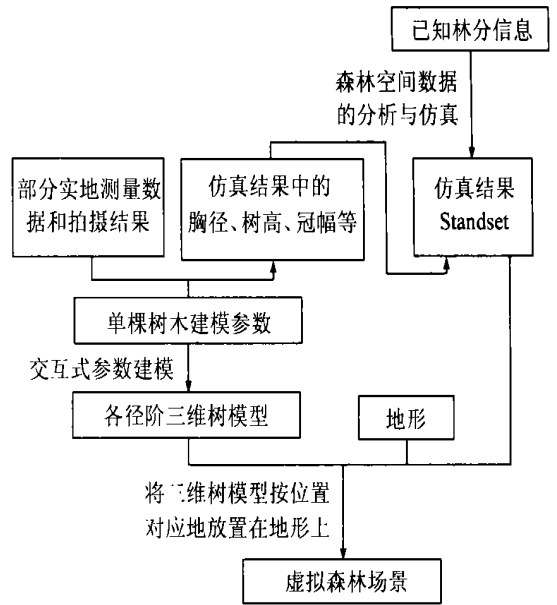 已知林分信息
森林空间数据
的分析与仿真
部分实地测量数
据和拍摄结果
仿真结果中的
胸径、树高、冠幅等
仿真结果
Standset
单棵树木建模参数
交互式参数建模
各径阶三维树模型
地形
将三维树模型按位置
对应地放置在地形上
虚拟森林场景